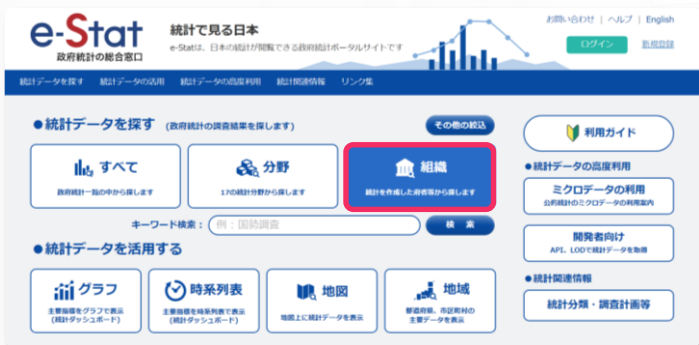 e-Stat
政府統計の総合窓口
統計で見る日本
e-Statは、日本の統計が閲覧できる政府統計ポータルサイトです
お問い合わせ | ヘルプ | English
ログイン
新規登録
統計データを探す
統計データの活用
統計データの高度利用
統計関連情報
リンク集
●統計データを探す (政府統計の調査結果を探します)
その他の絞込
すべて
政府統計一覧の中から探します
分野
17の統計分野から探します
組織
統計を作成した府省等から探します
キーワード検索:
例:国勢調査
検 索
●統計データを活用する
グラフ
主要指標をグラフで表示
(統計ダッシュボード)
時系列表
主要指標を時系列表で表示
(統計ダッシュボード)
地図
地図上に統計データを表示
地域
都道府県、市区町村の
主要データを表示
利用ガイド
●統計データの高度利用
ミクロデータの利用
公的統計のミクロデータの利用案内
開発者向け
API、LODで統計データを取得
●統計関連情報
統計分類・調査計画等